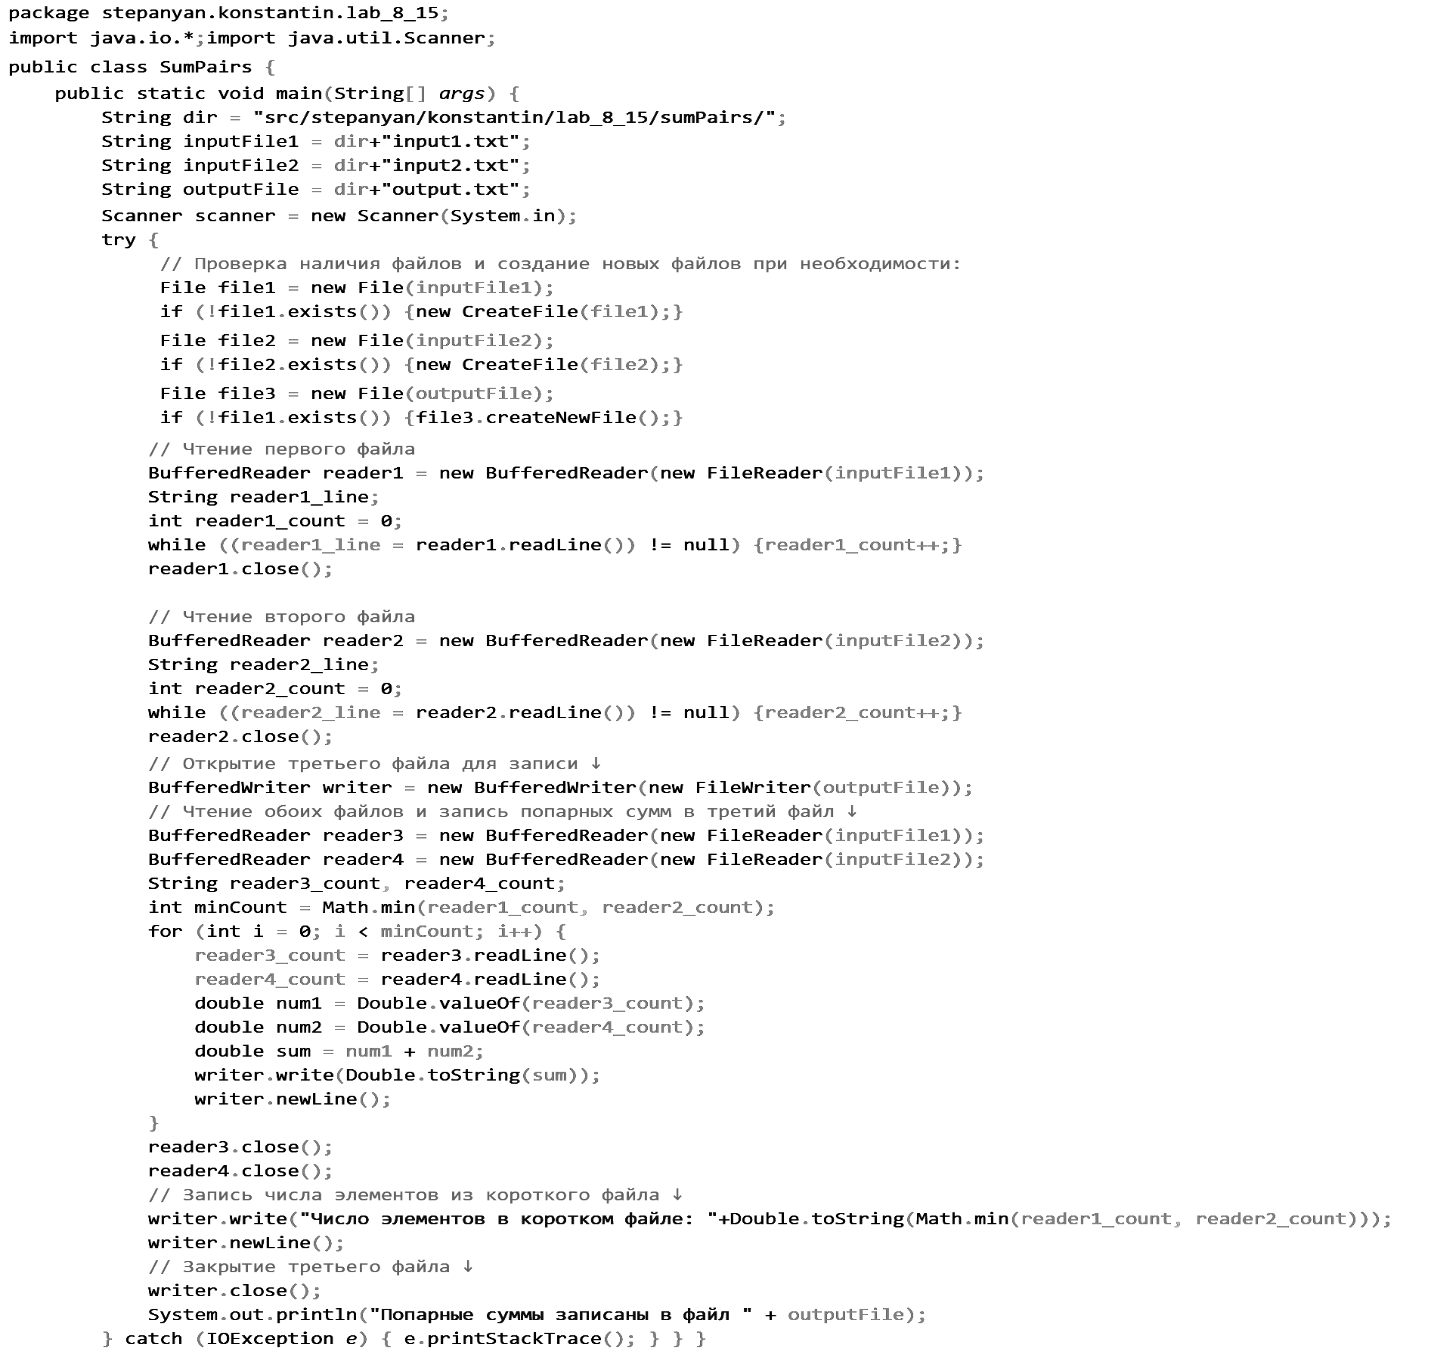 package stepanyan.konstantin.lab_8_15;
import java.io.*;import java.util.Scanner;
public class SumPairs {
    public static void main(String[] args) {
        String dir = "src/stepanyan/konstantin/lab_8_15/sumPairs/";
        String inputFile1 = dir+"input1.txt";
        String inputFile2 = dir+"input2.txt";
        String outputFile = dir+"output.txt";
        Scanner scanner = new Scanner(System.in);
        try {
             // Проверка наличия файлов и создание новых файлов при необходимости:
             File file1 = new File(inputFile1);
             if (!file1.exists()) {new CreateFile(file1);}
             File file2 = new File(inputFile2);
             if (!file2.exists()) {new CreateFile(file2);}
             File file3 = new File(outputFile);
             if (!file1.exists()) {file3.createNewFile();}
            // Чтение первого файла
            BufferedReader reader1 = new BufferedReader(new FileReader(inputFile1));
            String reader1_line;
            int reader1_count = 0;
            while ((reader1_line = reader1.readLine()) != null) {reader1_count++;}
            reader1.close();

            // Чтение второго файла
            BufferedReader reader2 = new BufferedReader(new FileReader(inputFile2));
            String reader2_line;
            int reader2_count = 0;
            while ((reader2_line = reader2.readLine()) != null) {reader2_count++;}
            reader2.close();
            // Открытие третьего файла для записи ↓
            BufferedWriter writer = new BufferedWriter(new FileWriter(outputFile));
            // Чтение обоих файлов и запись попарных сумм в третий файл ↓
            BufferedReader reader3 = new BufferedReader(new FileReader(inputFile1));
            BufferedReader reader4 = new BufferedReader(new FileReader(inputFile2));
            String reader3_count, reader4_count;
            int minCount = Math.min(reader1_count, reader2_count);
            for (int i = 0; i < minCount; i++) {
                reader3_count = reader3.readLine();
                reader4_count = reader4.readLine();
                double num1 = Double.valueOf(reader3_count);
                double num2 = Double.valueOf(reader4_count);
                double sum = num1 + num2;
                writer.write(Double.toString(sum));
                writer.newLine();
            }
            reader3.close();
            reader4.close();
            // Запись числа элементов из короткого файла ↓
            writer.write("Число элементов в коротком файле: "+Double.toString(Math.min(reader1_count, reader2_count)));
            writer.newLine();
            // Закрытие третьего файла ↓
            writer.close();
            System.out.println("Попарные суммы записаны в файл " + outputFile);
        } catch (IOException e) { e.printStackTrace(); } } }